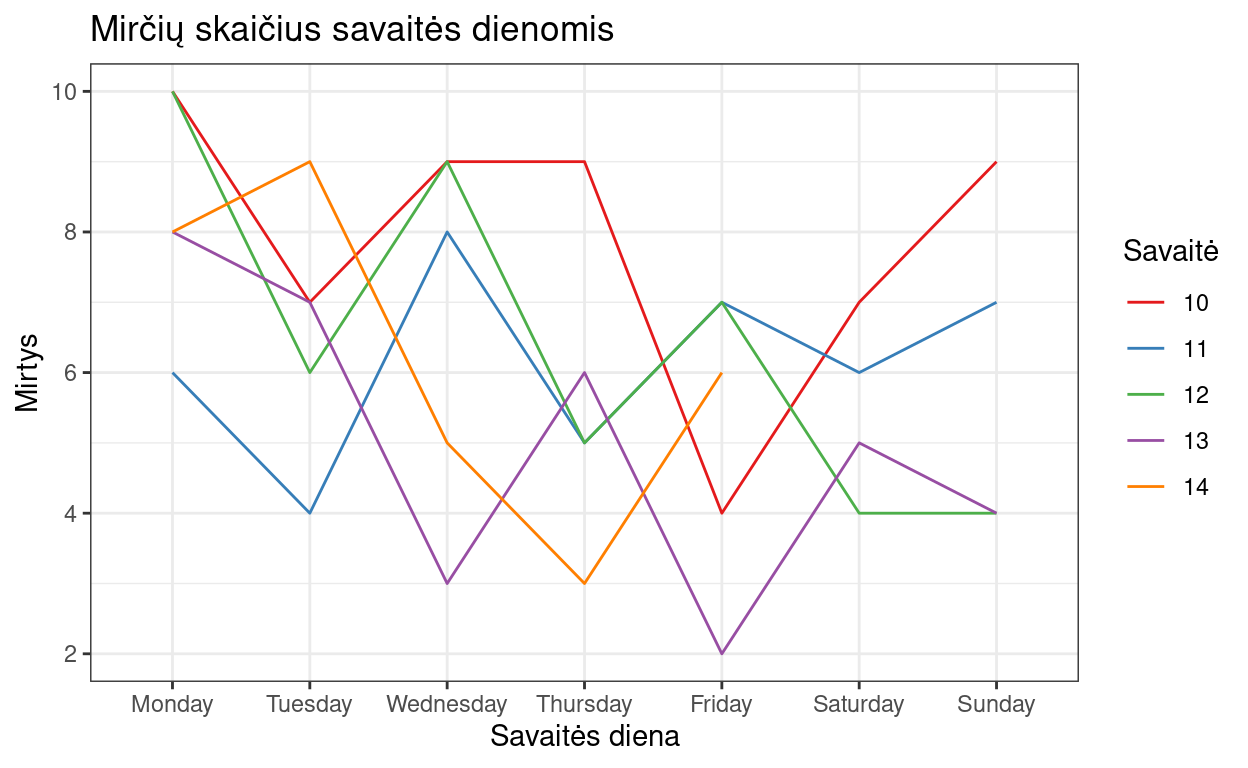 Mirčių skaičius savaitės dienomis
Mirtys
10
8
6
4
2
Monday Tuesday Wednesday Thursday Friday Saturday Sunday
Savaitės diena
Savaitė
10
11
12
13
14